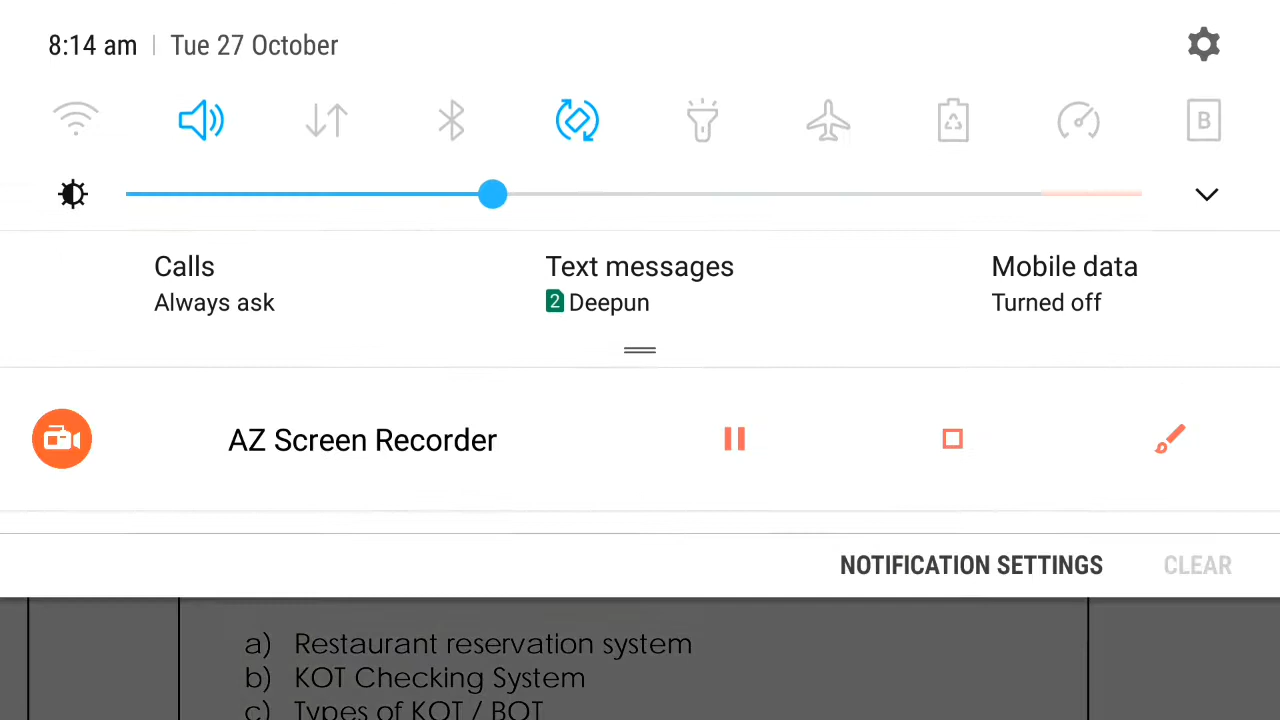 8:14 am | Tue 27 October
B
Calls Text messages Mobile data
Always ask 2 Deepun Turned off
AZ Screen Recorder
NOTIFICATION SETTINGS CLEAR
a) Restaurant reservation system
b) KOT Checking System
c) Types of KOT / BOT